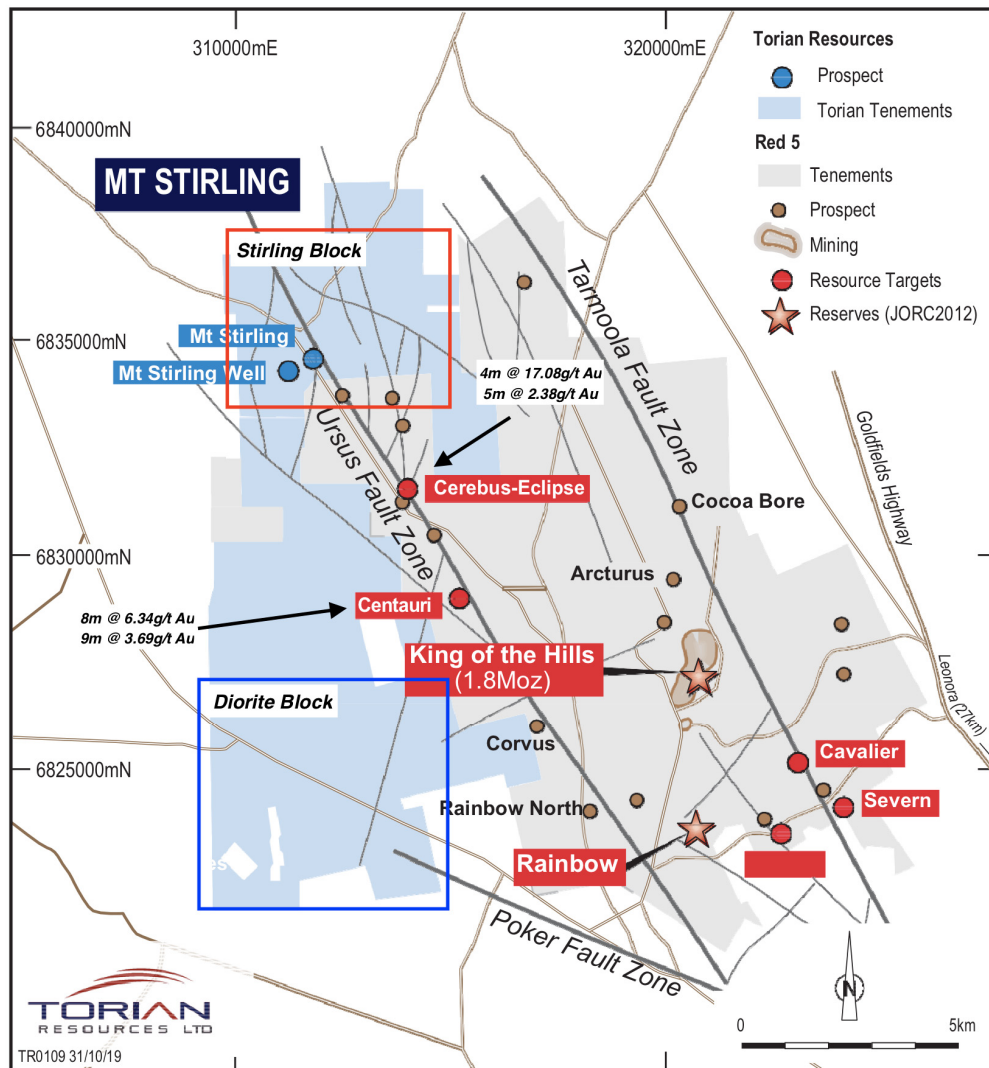 310000mE
320000mE
Torian Resources
Prospect
Torian Tenements
Red 5
Tenements
Prospect
Mining
Resource Targets
Reserves (JORC2012)
6840000mN
MT STIRLING
Stirling Block
Tarmoola Fault Zone
6835000mN
Mt Stirling
Mt Stirling Well
4m @ 17.08g/t Au
5m @ 2.38g/t Au
Ursus Fault Zone
Goldfields Highway
Cerebus-Eclipse
Cocoa Bore
6830000mN
Arcturus
Centauri
8m @ 6.34g/t Au
9m @ 3.69g/t Au
King of the Hills
(1.8Moz)
Leonora (27km)
Diorite Block
Corvus
Cavalier
6825000mN
Rainbow North
Severn
Rainbow
es
Poker Fault Zone
N
TORIAN
RESOURCES LTD
0
5km
TR0109 31/10/19